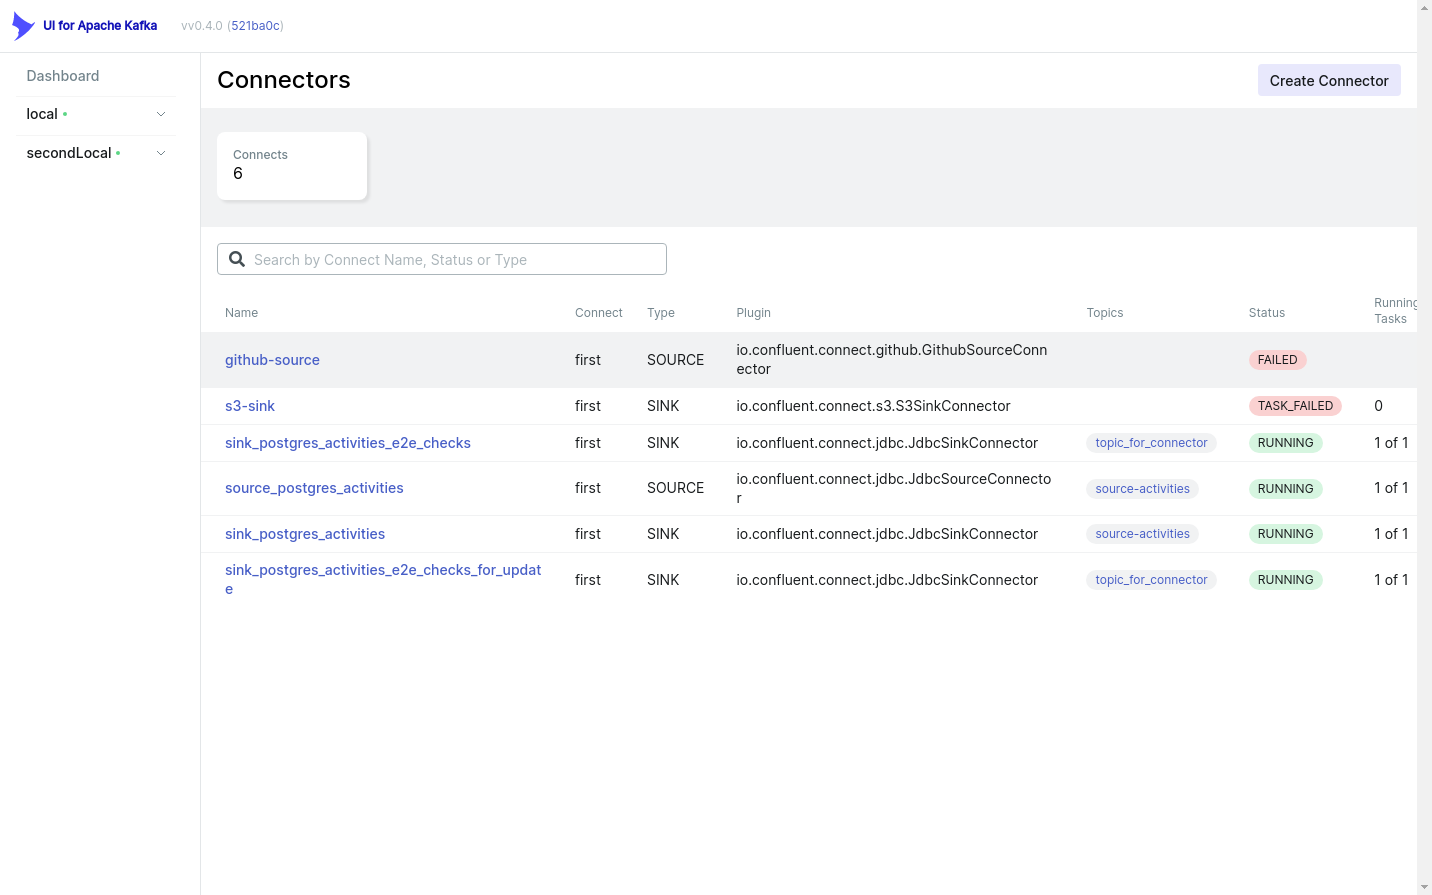 UI for Apache Kafka vv0.4.0 (521ba0c)
Dashboard
local
secondLocal
Connectors
Create Connector
Connects
6
Search by Connect Name, Status or Type
Name Connect Type Plugin Topics Status Running
Tasks
github-source first SOURCE io.confluent.connect.github.GithubSourceConn
ector FAILED
s3-sink first SINK io.confluent.connect.s3.S3SinkConnector TASK_FAILED 0
sink_postgres_activities_e2e_checks first SINK io.confluent.connect.jdbc.JdbcSinkConnector topic_for_connector RUNNING 1 of 1
source_postgres_activities first SOURCE io.confluent.connect.jdbc.JdbcSourceConnecto
r source-activities RUNNING 1 of 1
sink_postgres_activities first SINK io.confluent.connect.jdbc.JdbcSinkConnector source-activities RUNNING 1 of 1
sink_postgres_activities_e2e_checks_for_updat
e first SINK io.confluent.connect.jdbc.JdbcSinkConnector topic_for_connector RUNNING 1 of 1